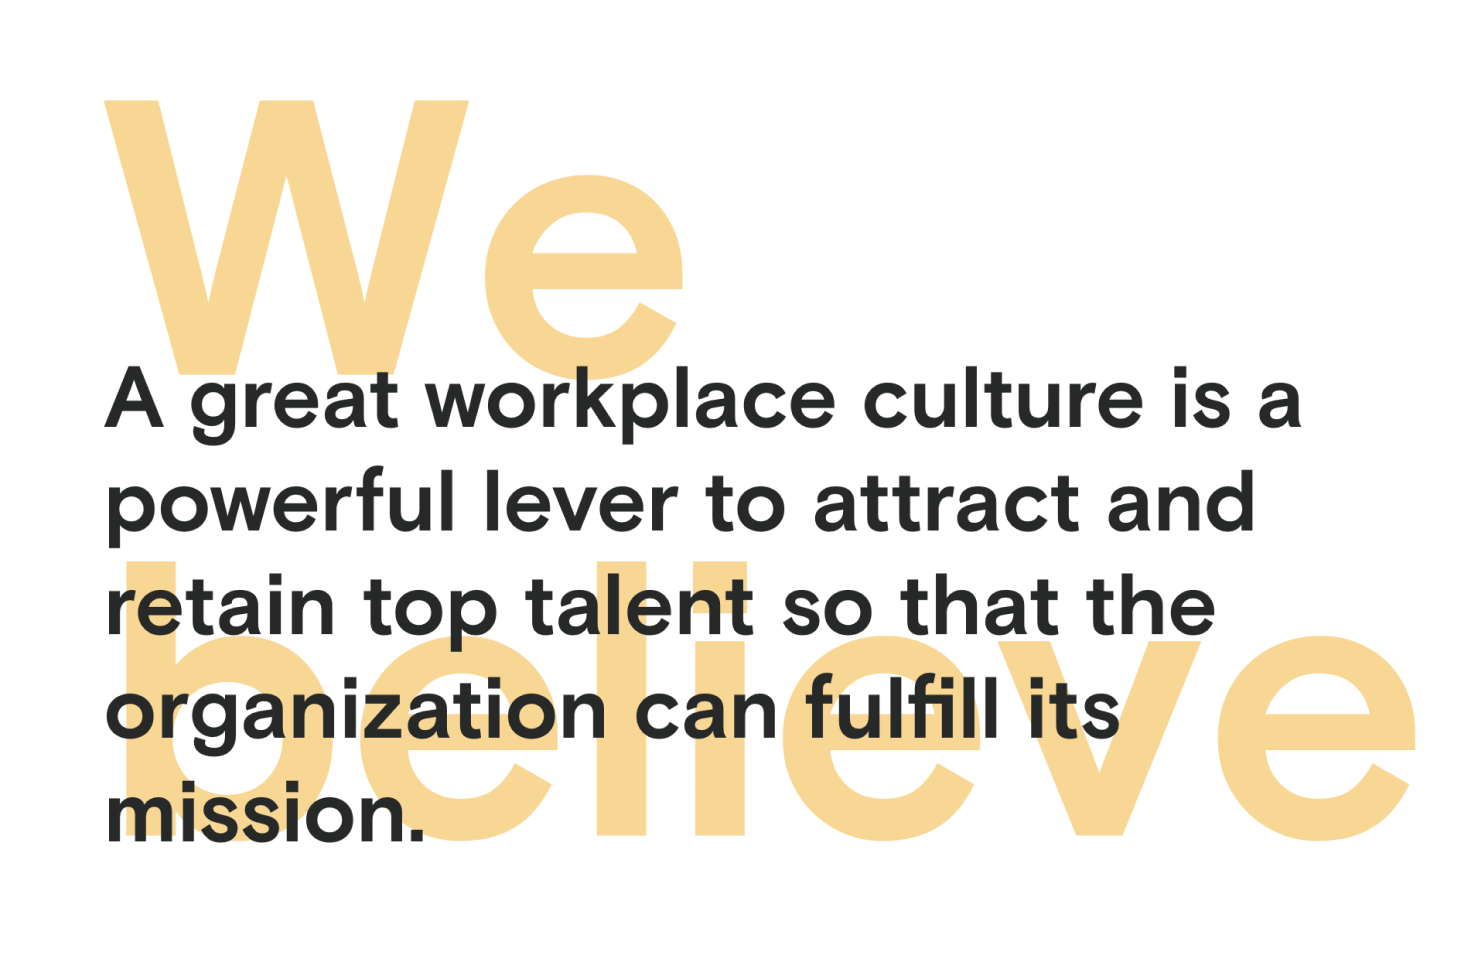 We
believe
A great workplace culture is a
powerful lever to attract and
retain top talent so that the
organization can fulfill its
mission.